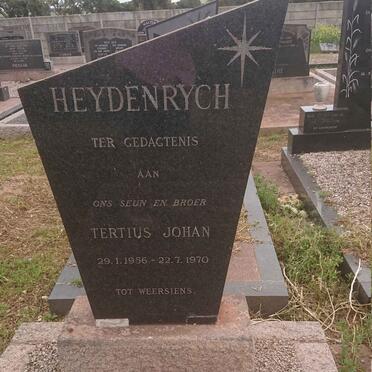 HEYDENRYCH
TER GEDAGTENIS
AAN
ONS SEUN EN BROER
TERTIUS JOHAN
29.1.1956 – 22.7.1970
TOT WEERSIENS.